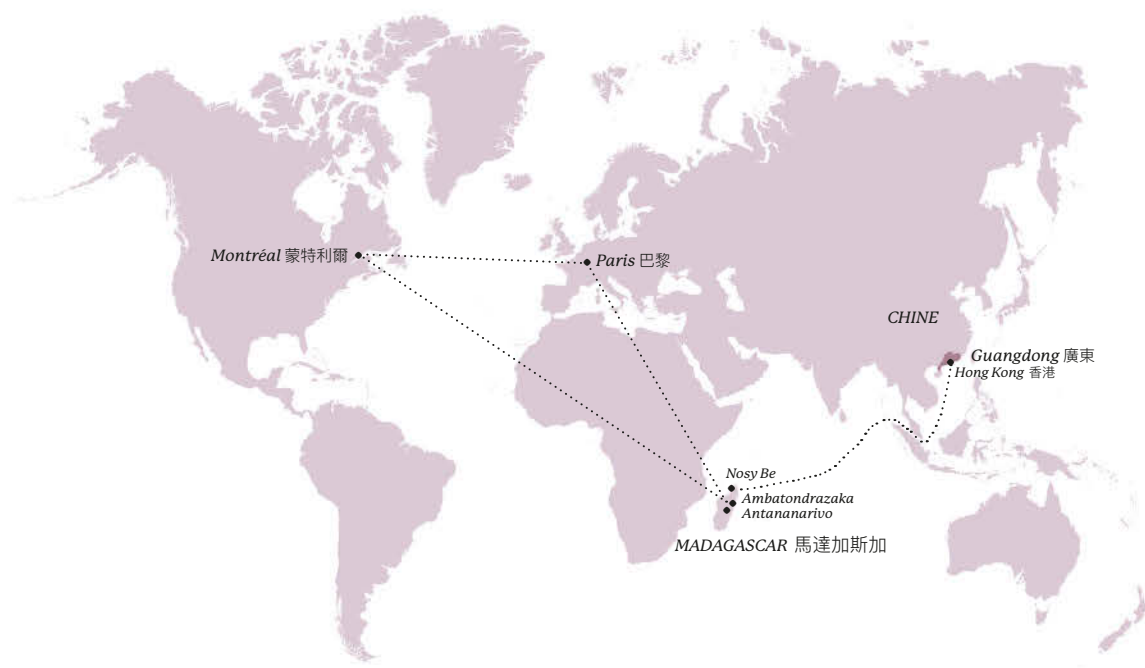 Montréal 蒙特利爾
Paris 巴黎
CHINE
Guangdong 廣東
Hong Kong 香港
Nosy Be
Ambatondrazaka
Antananarivo
MADAGASCAR 馬達加斯加